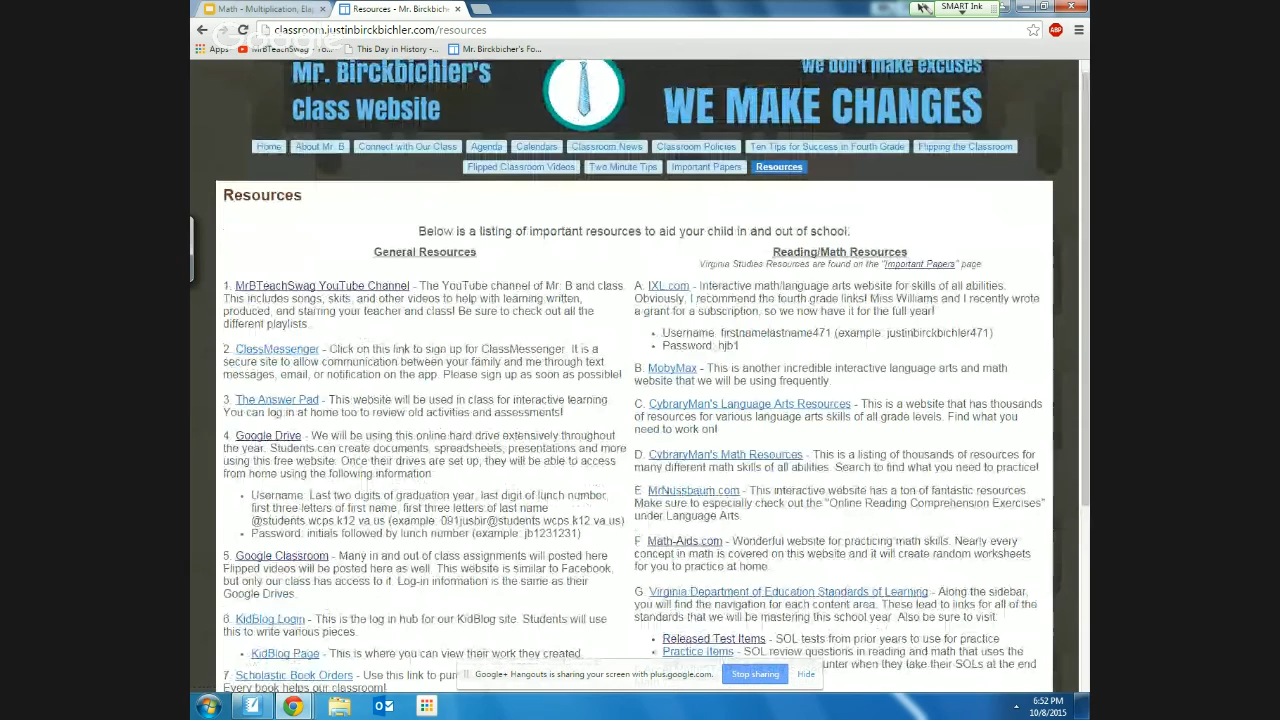 Math - Multiplication, Ela
Resources - Mr. Birckbichl
SMART Ink
classroom.justinbirckbichler.com/resources
Google
Apps
MrBTeachSwag - Yo...
This Day in History -...
Mr. Birckbicher's Fo...
ABP
Mr. Birckbichler's
Class Website
We don't make excuses
WE MAKE CHANGES
Home
About Mr. B.
Connect with Our Class
Agenda
Calendars
Classroom News
Classroom Policies
Ten Tips for Success in Fourth Grade
Flipping the Classroom
Flipped Classroom Videos
Two Minute Tips
Important Papers
Resources
Resources
Below is a listing of important resources to aid your child in and out of school.
General Resources
1. MrBTeachSwag YouTube Channel - The YouTube channel of Mr. B and class.
This includes songs, skits, and other videos to help with learning written,
produced, and starring your teacher and class! Be sure to check out all the
different playlists.
2. ClassMessenger - Click on this link to sign up for ClassMessenger. It is a
secure site to allow communication between your family and me through text
messages, email, or notification on the app. Please sign up as soon as possible!
3. The Answer Pad - This website will be used in class for interactive learning.
You can log in at home too to review old activities and assessments!
4. Google Drive - We will be using this online hard drive extensively throughout
the year. Students can create documents, spreadsheets, presentations and more
using this free website. Once their drives are set up, they will be able to access
from home using the following information:
• Username: Last two digits of graduation year, last digit of lunch number,
first three letters of first name, first three letters of last name
@students.wcps.k12.va.us (example: 091jusbir@students.wcps.k12.va.us)
• Password: initials followed by lunch number (example: jb1231231)
5. Google Classroom - Many in and out of class assignments will posted here.
Flipped videos will be posted here as well. This website is similar to Facebook,
but only our class has access to it. Log-in information is the same as their
Google Drives.
6. KidBlog Login - This is the log in hub for our KidBlog site. Students will use
this to write various pieces.
• KidBlog Page - This is where you can view their work they created.
7. Scholastic Book Orders - Use this link to pur
Every book helps our classroom!
Reading/Math Resources
Virginia Studies Resources are found on the "Important Papers" page
A. IXL.com - Interactive math/language arts website for skills of all abilities.
Obviously, I recommend the fourth grade links! Miss Williams and I recently wrote
a grant for a subscription, so we now have it for the full year!
• Username: firstnamelastname471 (example: justinbirckbichler471)
• Password: hjb1
B. MobyMax - This is another incredible interactive language arts and math
website that we will be using frequently.
C. CybraryMan's Language Arts Resources - This is a website that has thousands
of resources for various language arts skills of all grade levels. Find what you
need to work on!
D. CybraryMan's Math Resources - This is a listing of thousands of resources for
many different math skills of all abilities. Search to find what you need to practice!
E. MrNussbaum.com - This interactive website has a ton of fantastic resources.
Make sure to especially check out the "Online Reading Comprehension Exercises"
under Language Arts.
F. Math-Aids.com - Wonderful website for practicing math skills. Nearly every
concept in math is covered on this website and it will create random worksheets
for you to practice at home.
G. Virginia Department of Education Standards of Learning - Along the sidebar,
you will find the navigation for each content area. These lead to links for all of the
standards that we will be mastering this school year. Also be sure to visit:
• Released Test Items - SOL tests from prior years to use for practice
• Practice Items - SOL review questions in reading and math that uses the
unter when they take their SOLs at the end
Google+ Hangouts is sharing your screen with plus.google.com.
Stop sharing
Hide
6:52 PM
10/8/2015